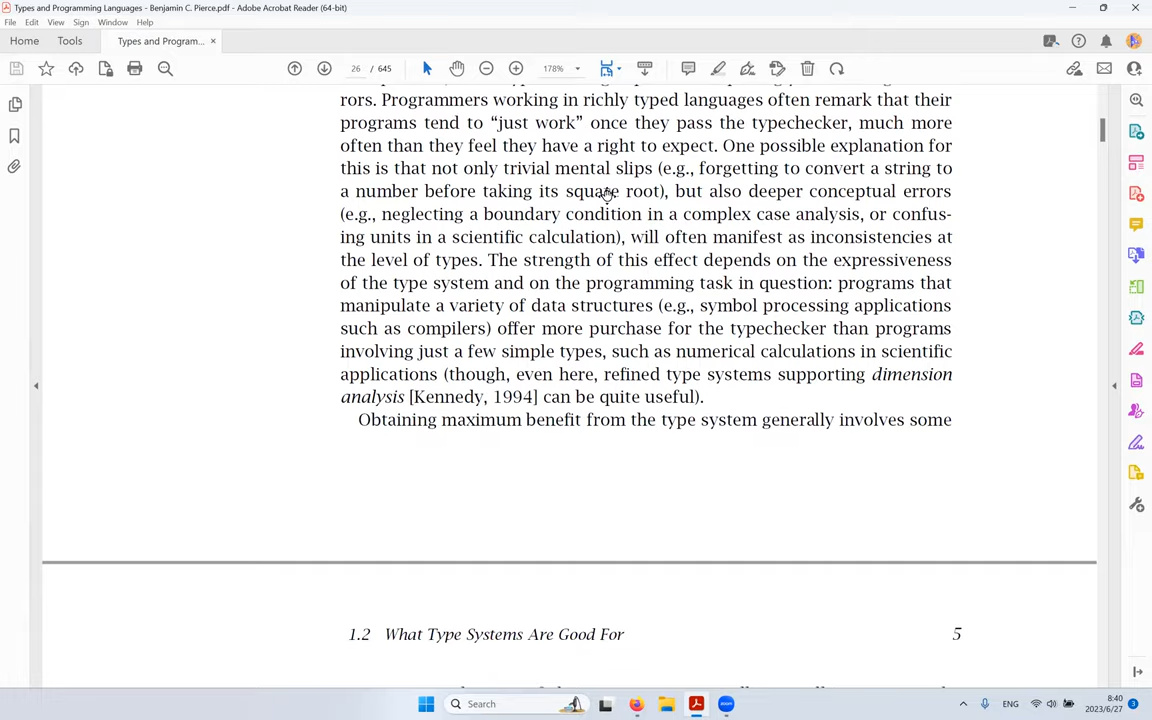 Types and Programming Languages - Benjamin C. Pierce.pdf - Adobe Acrobat Reader (64-bit)
File Edit View Sign Window Help
Home Tools Types and Program... ×
26 / 645 178%
rors. Programmers working in richly typed languages often remark that their
programs tend to “just work” once they pass the typechecker, much more
often than they feel they have a right to expect. One possible explanation for
this is that not only trivial mental slips (e.g., forgetting to convert a string to
a number before taking its square root), but also deeper conceptual errors
(e.g., neglecting a boundary condition in a complex case analysis, or confus-
ing units in a scientific calculation), will often manifest as inconsistencies at
the level of types. The strength of this effect depends on the expressiveness
of the type system and on the programming task in question: programs that
manipulate a variety of data structures (e.g., symbol processing applications
such as compilers) offer more purchase for the typechecker than programs
involving just a few simple types, such as numerical calculations in scientific
applications (though, even here, refined type systems supporting dimension
analysis [Kennedy, 1994] can be quite useful).
Obtaining maximum benefit from the type system generally involves some
1.2 What Type Systems Are Good For 5
Search
zoom
ENG
8:40
2023/6/27
3